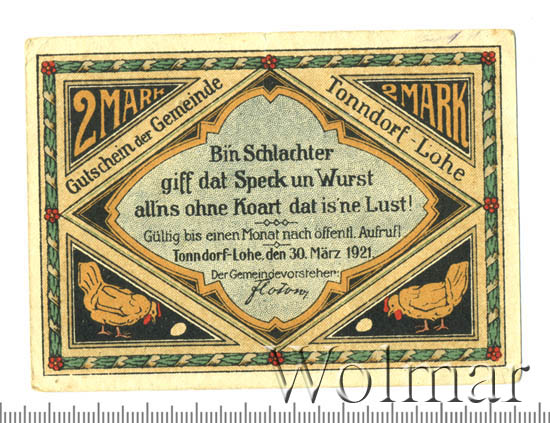 2 MARK
2 MARK
Gutschein der Gemeinde
Tonndorf-Lohe
Bin Schlachter
giff dat Speck un Wurst
all'ns ohne Koart dat is 'ne Lust!
Gültig bis einen Monat nach öffentl. Aufruf!
Tonndorf-Lohe, den 30. März 1921.
Der Gemeindevorsteher:
Wolmar